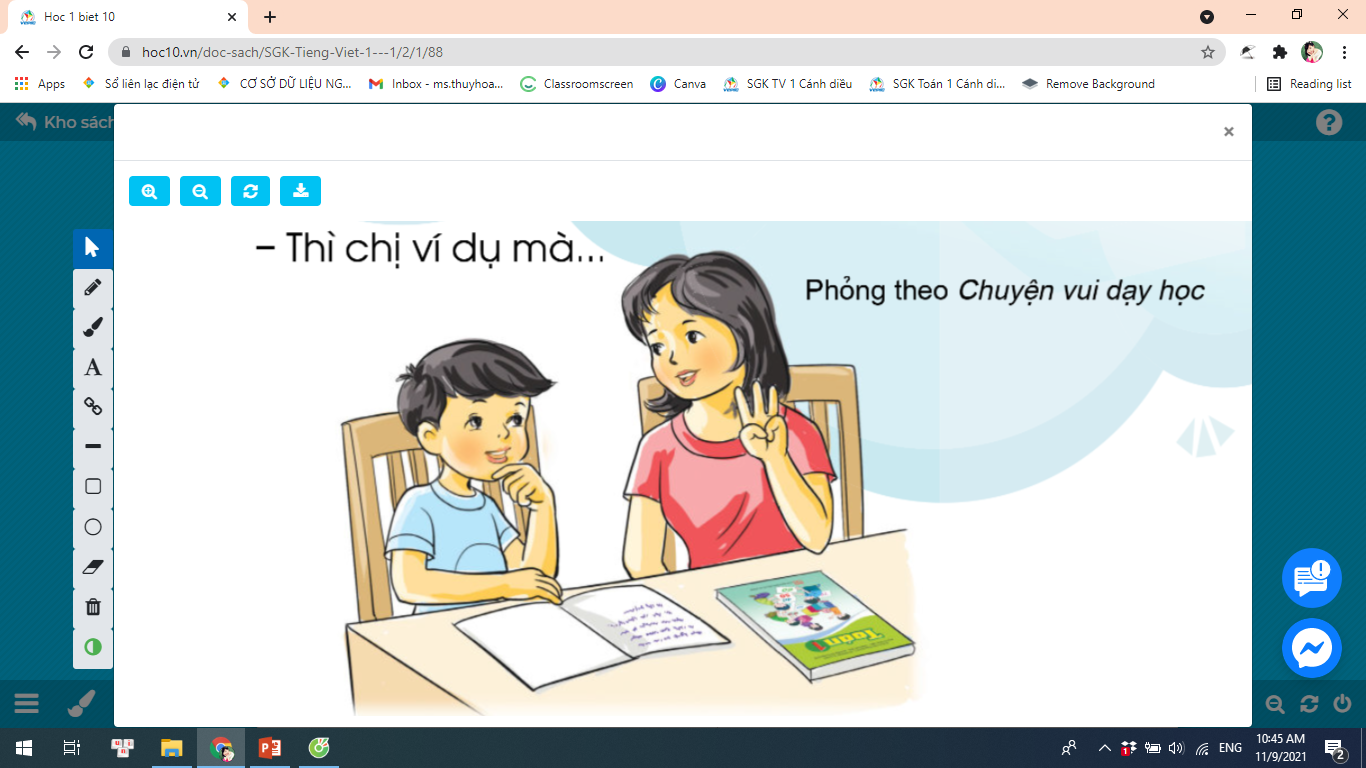 Hoc 1 biet 10
hoc10.vn/doc-sach/SGK-Tieng-Viet-1---1/2/1/88
Apps Sổ liên lạc điện tử CƠ SỞ DỮ LIỆU NG... Inbox - ms.thuyhoa... Classroomscreen Canva SGK TV 1 Cánh diều SGK Toán 1 Cánh di... Remove Background Reading list
Kho sách
– Thì chị ví dụ mà...
Phỏng theo Chuyện vui dạy học
Toán 1
ENG
10:45 AM
11/9/2021